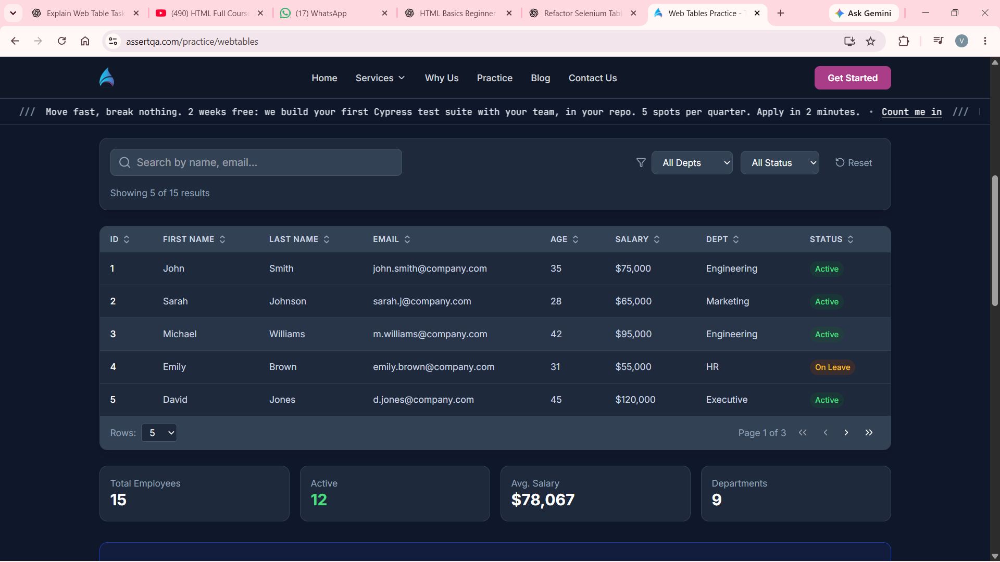 Explain Web Table Task
(490) HTML Full Course
(17) WhatsApp
HTML Basics Beginner
Refactor Selenium Tabl
Web Tables Practice - T
Ask Gemini
assertqa.com/practice/webtables
V
Home Services Why Us Practice Blog Contact Us
Get Started
/// Move fast, break nothing. 2 weeks free: we build your first Cypress test suite with your team, in your repo. 5 spots per quarter. Apply in 2 minutes. • Count me in ///
Search by name, email...
All Depts All Status Reset
Showing 5 of 15 results
ID FIRST NAME LAST NAME EMAIL AGE SALARY DEPT STATUS
1 John Smith john.smith@company.com 35 $75,000 Engineering Active
2 Sarah Johnson sarah.j@company.com 28 $65,000 Marketing Active
3 Michael Williams m.williams@company.com 42 $95,000 Engineering Active
4 Emily Brown emily.brown@company.com 31 $55,000 HR On Leave
5 David Jones d.jones@company.com 45 $120,000 Executive Active
Rows: 5 Page 1 of 3
Total Employees
15
Active
12
Avg. Salary
$78,067
Departments
9